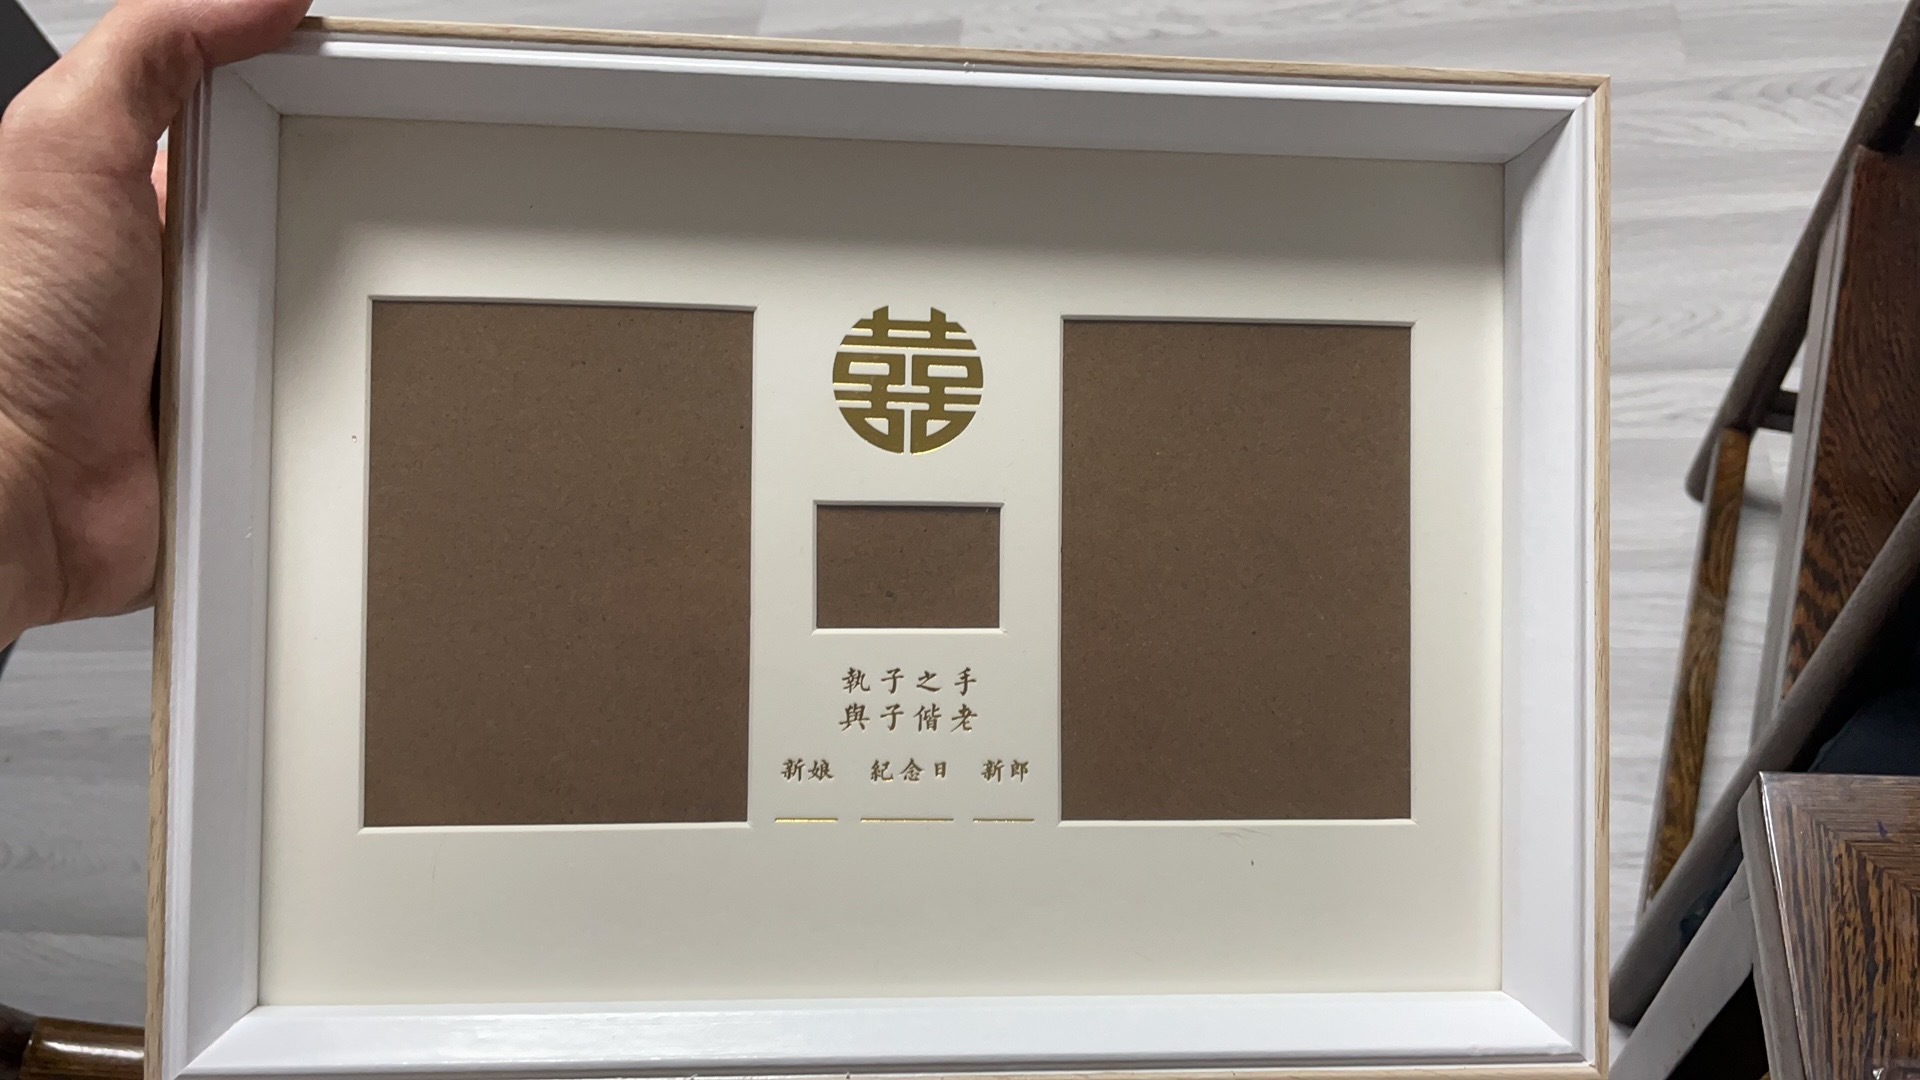 囍
執子之手
與子偕老
新娘 紀念日 新郎